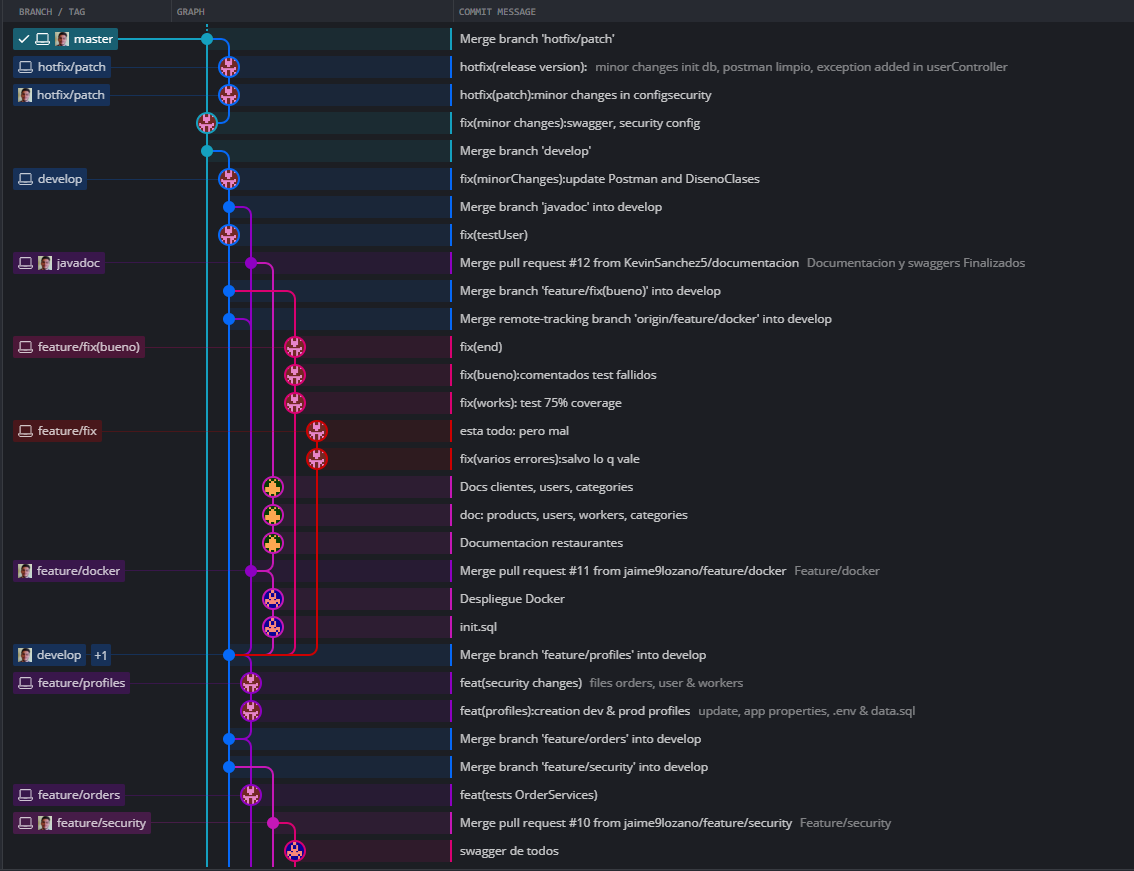 BRANCH / TAG GRAPH COMMIT MESSAGE
master Merge branch 'hotfix/patch'
hotfix/patch hotfix(release version): minor changes init db, postman limpio, exception added in userController
hotfix/patch hotfix(patch):minor changes in configsecurity
fix(minor changes):swagger, security config
Merge branch 'develop'
develop fix(minorChanges):update Postman and DisenoClases
Merge branch 'javadoc' into develop
fix(testUser)
javadoc Merge pull request #12 from KevinSanchez5/documentacion Documentacion y swaggers Finalizados
Merge branch 'feature/fix(bueno)' into develop
Merge remote-tracking branch 'origin/feature/docker' into develop
feature/fix(bueno) fix(end)
fix(bueno):comentados test fallidos
fix(works): test 75% coverage
feature/fix esta todo: pero mal
fix(varios errores):salvo lo q vale
Docs clientes, users, categories
doc: products, users, workers, categories
Documentacion restaurantes
feature/docker Merge pull request #11 from jaime9lozano/feature/docker Feature/docker
Despliegue Docker
init.sql
develop +1 Merge branch 'feature/profiles' into develop
feature/profiles feat(security changes) files orders, user & workers
feat(profiles):creation dev & prod profiles update, app properties, .env & data.sql
Merge branch 'feature/orders' into develop
Merge branch 'feature/security' into develop
feature/orders feat(tests OrderServices)
feature/security Merge pull request #10 from jaime9lozano/feature/security Feature/security
swagger de todos